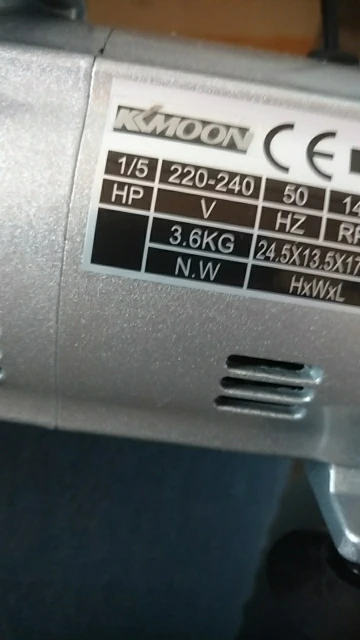 KKMOON CE
1/5 220-240 50
HP V HZ
3.6KG 24.5X13.5X17
N.W HxWxL